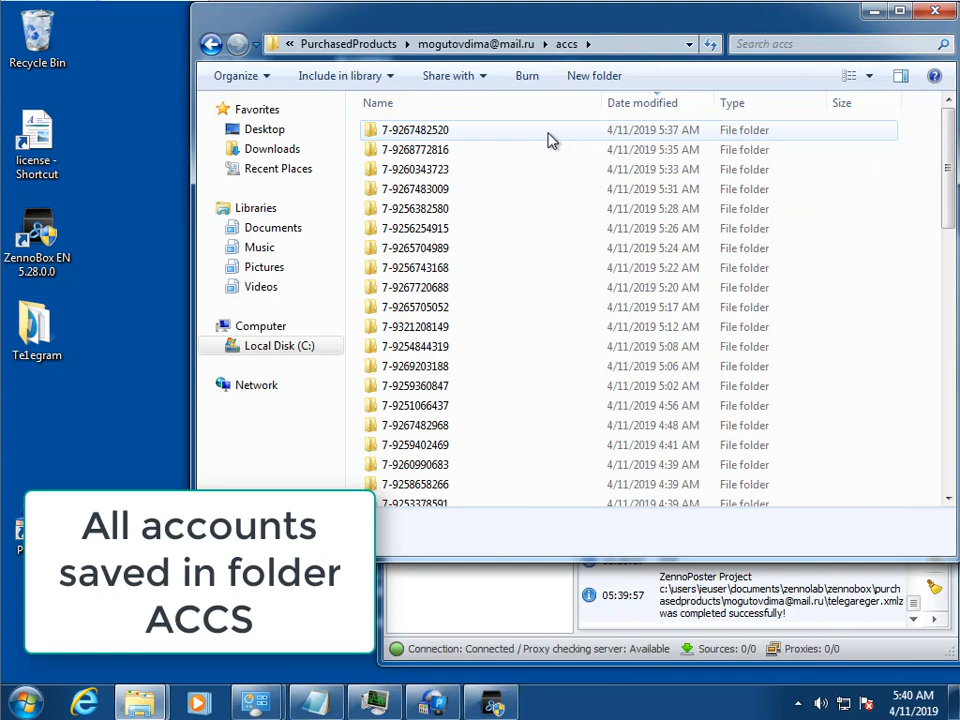 Recycle Bin
license -
Shortcut
ZennoBox EN
5.28.0.0
Te1egram
« PurchasedProducts mogutovdima@mail.ru accs
Search accs
Organize Include in library Share with Burn New folder
Favorites
Desktop
Downloads
Recent Places
Libraries
Documents
Music
Pictures
Videos
Computer
Local Disk (C:)
Network
Name Date modified Type Size
7-9267482520 4/11/2019 5:37 AM File folder
7-9268772816 4/11/2019 5:35 AM File folder
7-9260343723 4/11/2019 5:33 AM File folder
7-9267483009 4/11/2019 5:31 AM File folder
7-9256382580 4/11/2019 5:28 AM File folder
7-9256254915 4/11/2019 5:26 AM File folder
7-9265704989 4/11/2019 5:24 AM File folder
7-9256743168 4/11/2019 5:22 AM File folder
7-9267720688 4/11/2019 5:20 AM File folder
7-9265705052 4/11/2019 5:17 AM File folder
7-9321208149 4/11/2019 5:12 AM File folder
7-9254844319 4/11/2019 5:08 AM File folder
7-9269203188 4/11/2019 5:06 AM File folder
7-9259360847 4/11/2019 5:02 AM File folder
7-9251066437 4/11/2019 4:56 AM File folder
7-9267482968 4/11/2019 4:48 AM File folder
7-9259402469 4/11/2019 4:41 AM File folder
7-9260990683 4/11/2019 4:39 AM File folder
7-9258658266 4/11/2019 4:39 AM File folder
7-9253378591 4/11/2019 4:39 AM File folder
All accounts
saved in folder
ACCS
05:39:57
ZennoPoster Project
c:\users\jeuser\documents\zennolab\zennobox\purc
hasedproducts\mogutovdima@mail.ru\telegareger.xmlz
was completed successfully!
Connection: Connected / Proxy checking server: Available Sources: 0/0 Proxies: 0/0
5:40 AM
4/11/2019